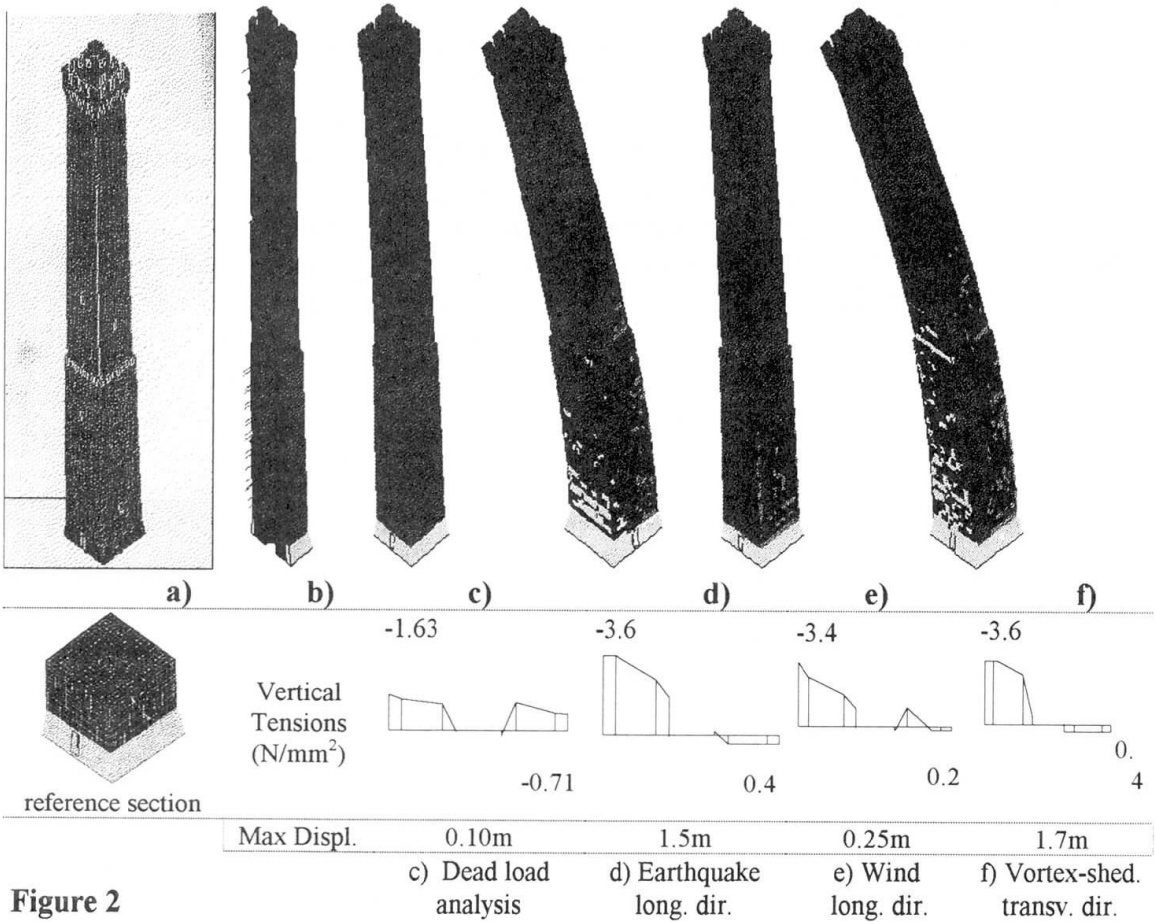 a) b) c) d) e) f)
-1.63 -3.6 -3.4 -3.6
Vertical
Tensions
(N/mm²)
-0.71 0.4 0.2 0.
4
reference section
Max Displ. 0.10m 1.5m 0.25m 1.7m
c) Dead load d) Earthquake e) Wind f) Vortex-shed.
analysis long. dir. long. dir. transv. dir.
Figure 2